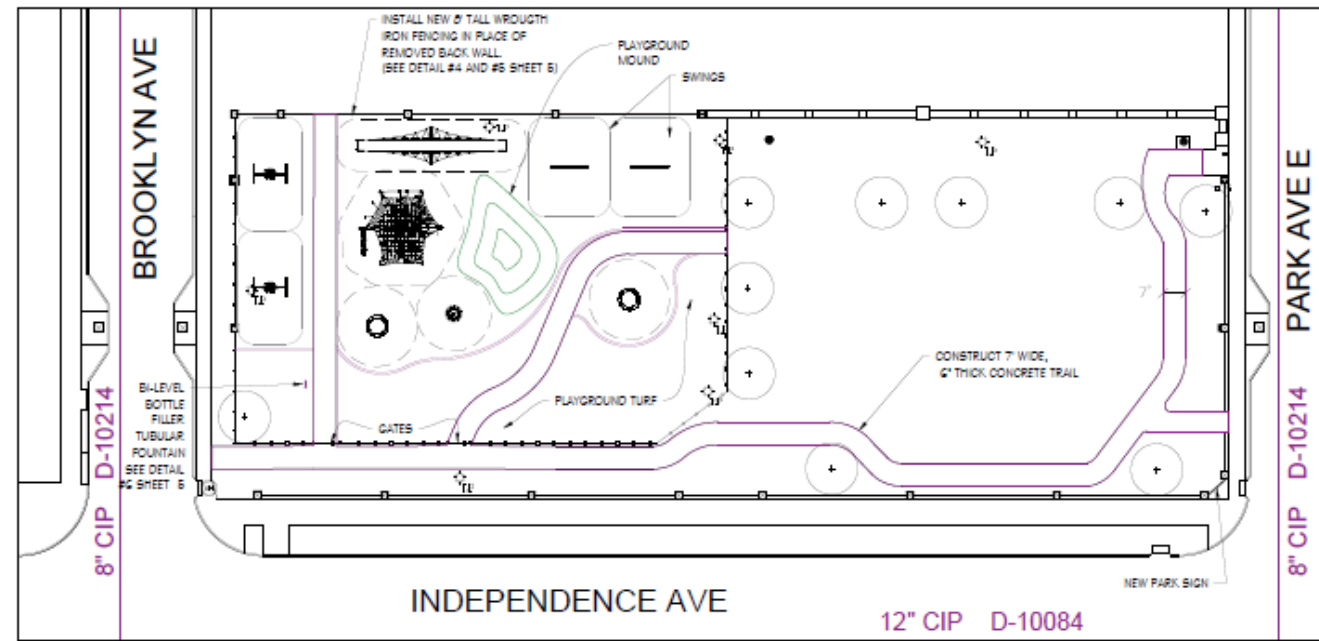 INSTALL NEW 8' TALL WROUGTH
IRON FENCING IN PLACE OF
REMOVED BACK WALL.
(SEE DETAIL #4 AND #5 SHEET 5)
PLAYGROUND
MOUND
SWINGS
BROOKLYN AVE
PARK AVE E
7'
CONSTRUCT 7' WIDE,
6" THICK CONCRETE TRAIL
BI-LEVEL
BOTTLE
FILLER
TUBULAR
FOUNTAIN
SEE DETAIL
#6 SHEET 5
GATES
PLAYGROUND TURF
8" CIP D-10214
8" CIP D-10214
NEW PARK SIGN
INDEPENDENCE AVE
12" CIP D-10084